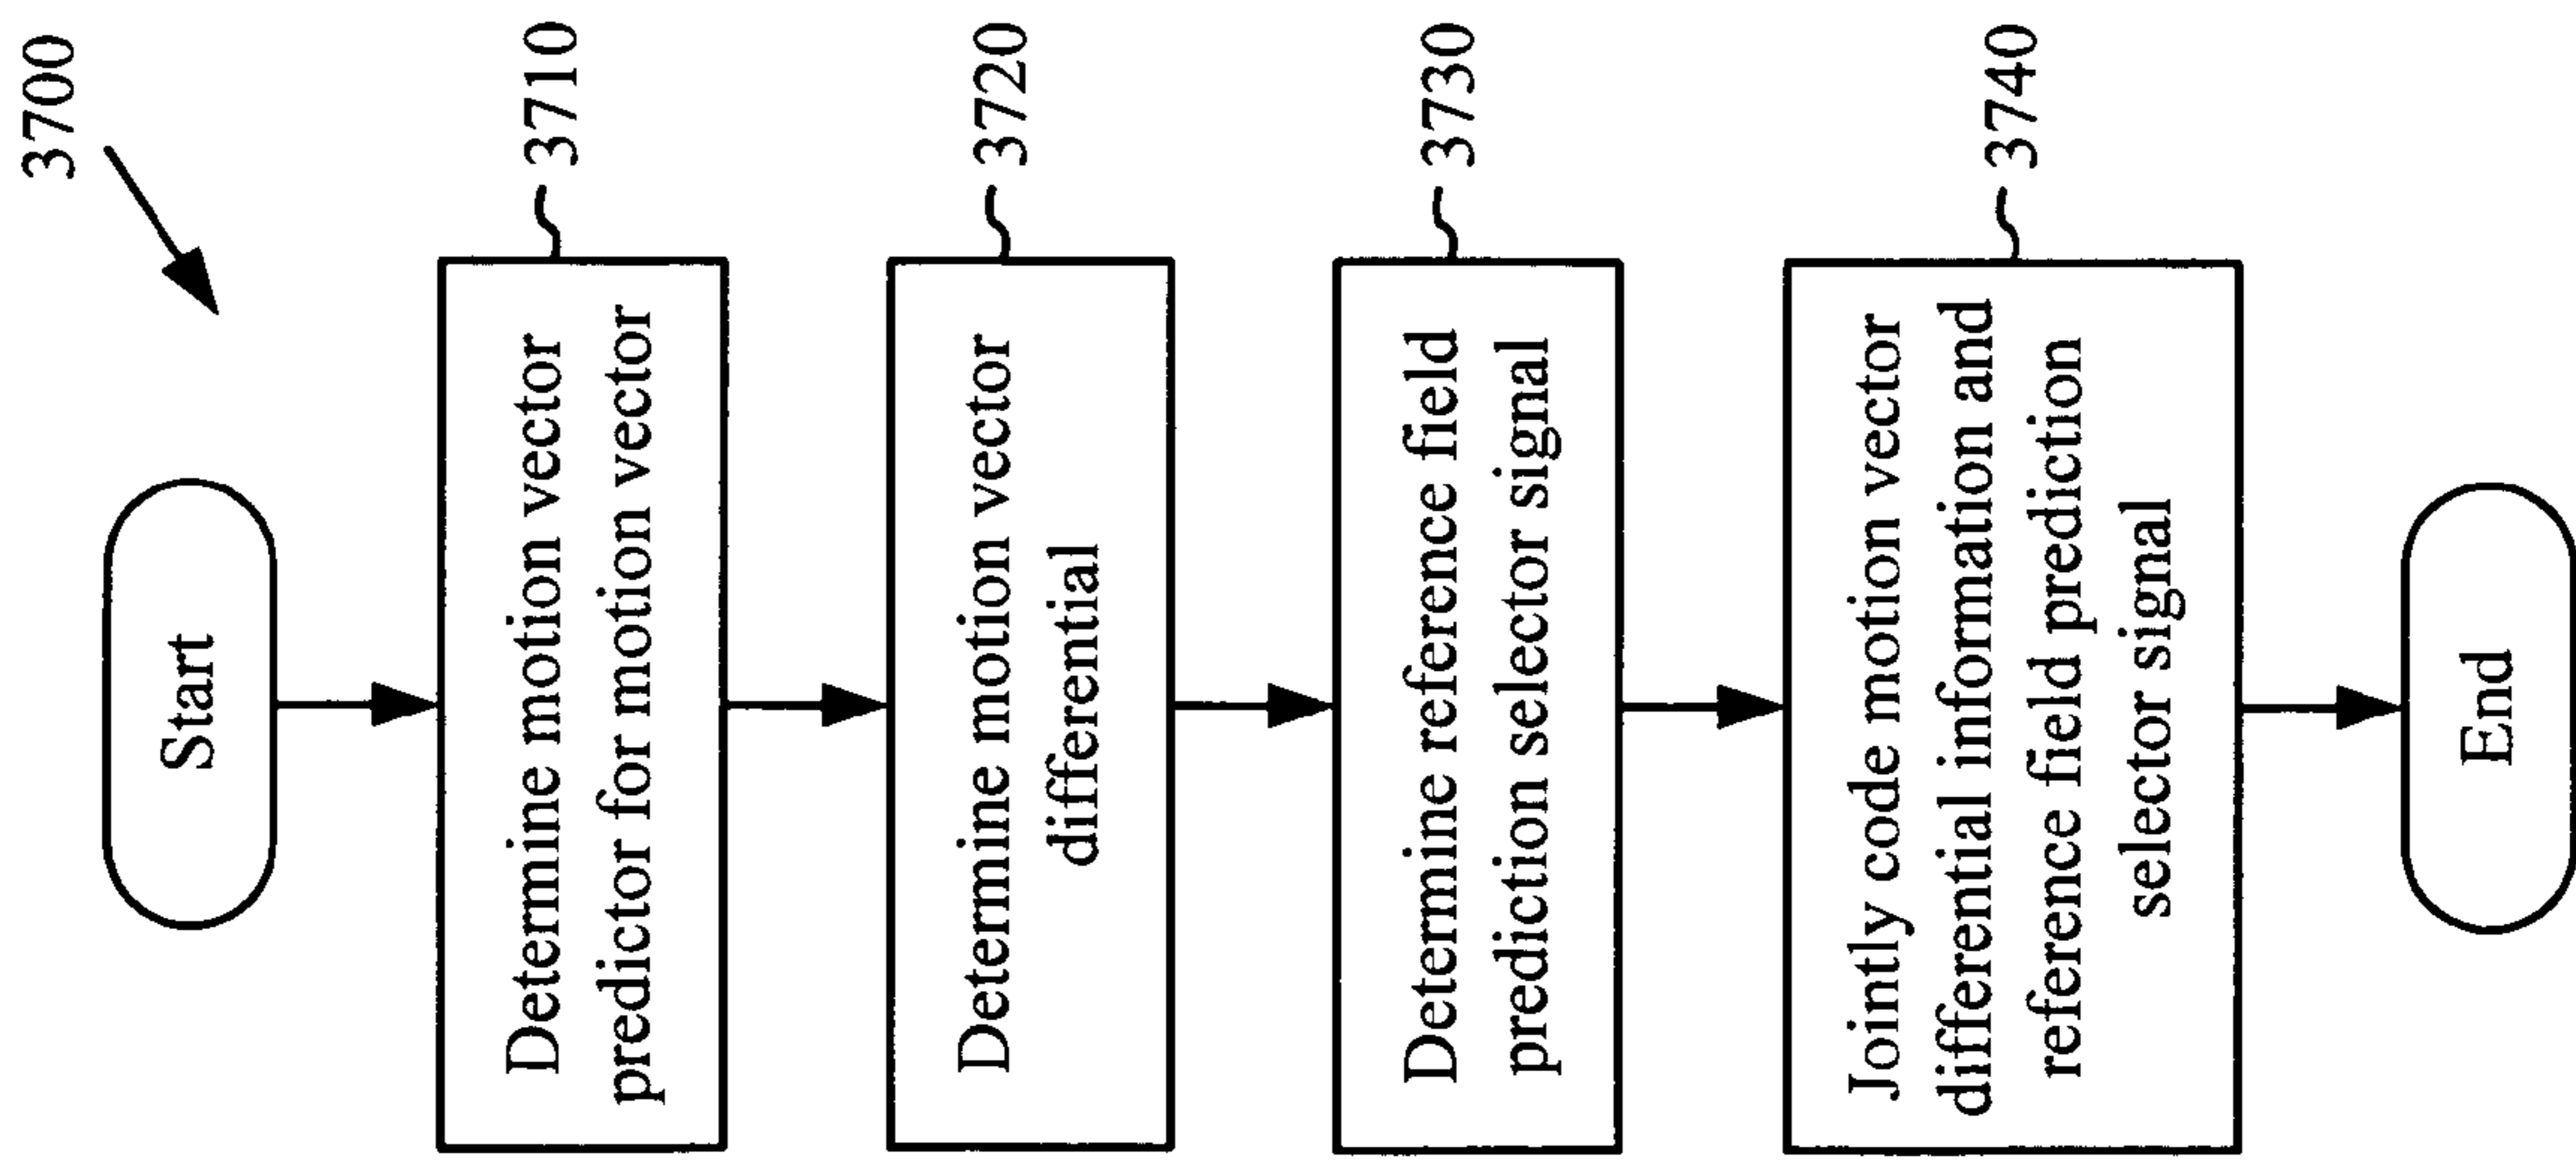 3700
Start
Determine motion vector
predictor for motion vector
3710
Determine motion vector
differential
3720
Determine reference field
prediction selector signal
3730
Jointly code motion vector
differential information and
reference field prediction
selector signal
3740
End